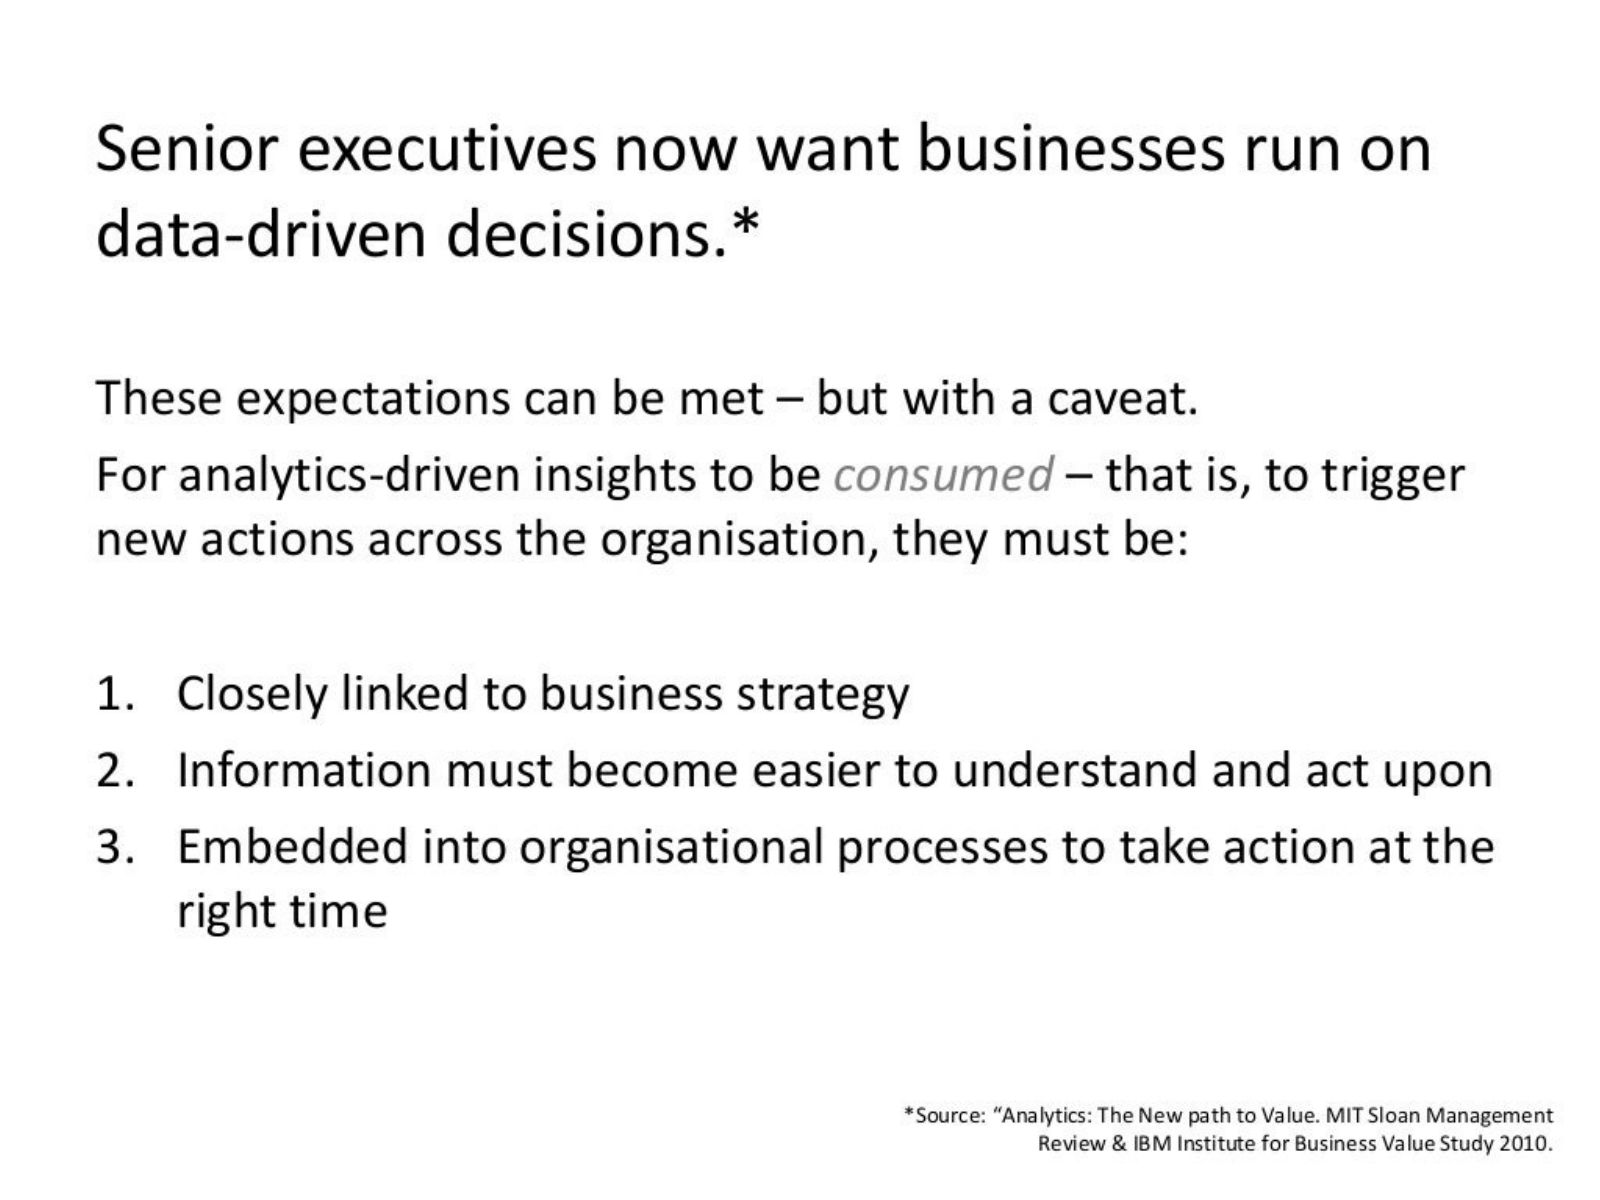 Senior executives now want businesses run on
data-driven decisions.*
These expectations can be met – but with a caveat.
For analytics-driven insights to be consumed – that is, to trigger
new actions across the organisation, they must be:
1. Closely linked to business strategy
2. Information must become easier to understand and act upon
3. Embedded into organisational processes to take action at the
right time
*Source: “Analytics: The New path to Value. MIT Sloan Management
Review & IBM Institute for Business Value Study 2010.